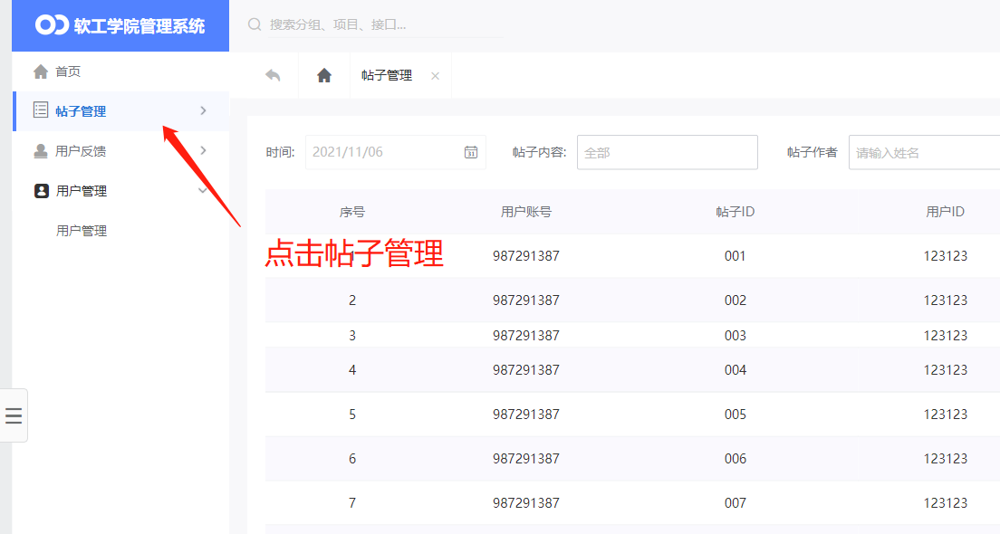 软工学院管理系统
搜索分组、项目、接口...
首页
帖子管理
帖子管理
用户反馈
用户管理
用户管理
时间: 2021/11/06 帖子内容: 全部 帖子作者 请输入姓名
序号 用户账号 帖子ID 用户ID
点击帖子管理
1 987291387 001 123123
2 987291387 002 123123
3 987291387 003 123123
4 987291387 004 123123
5 987291387 005 123123
6 987291387 006 123123
7 987291387 007 123123